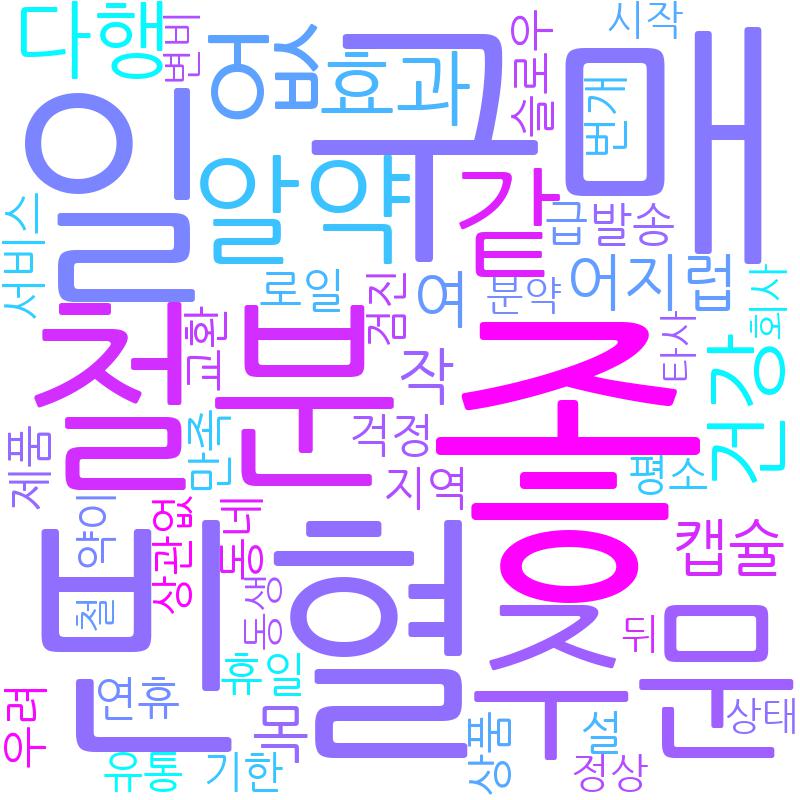 다행
변비
없
효과
구매
슬로우
시작
번개
일
알약
같
급
발송
서비스
로일
여
분약
어지럽
회사
철분
교환
검진
좋
타사
건강
작
걱정
지역
평소
제품
만족
약이
상관없
동네
캡슐
빈혈
철
동생
주문
뒤
우려
연휴
휴일
몸
상품
설
상태
유통
기한
정상